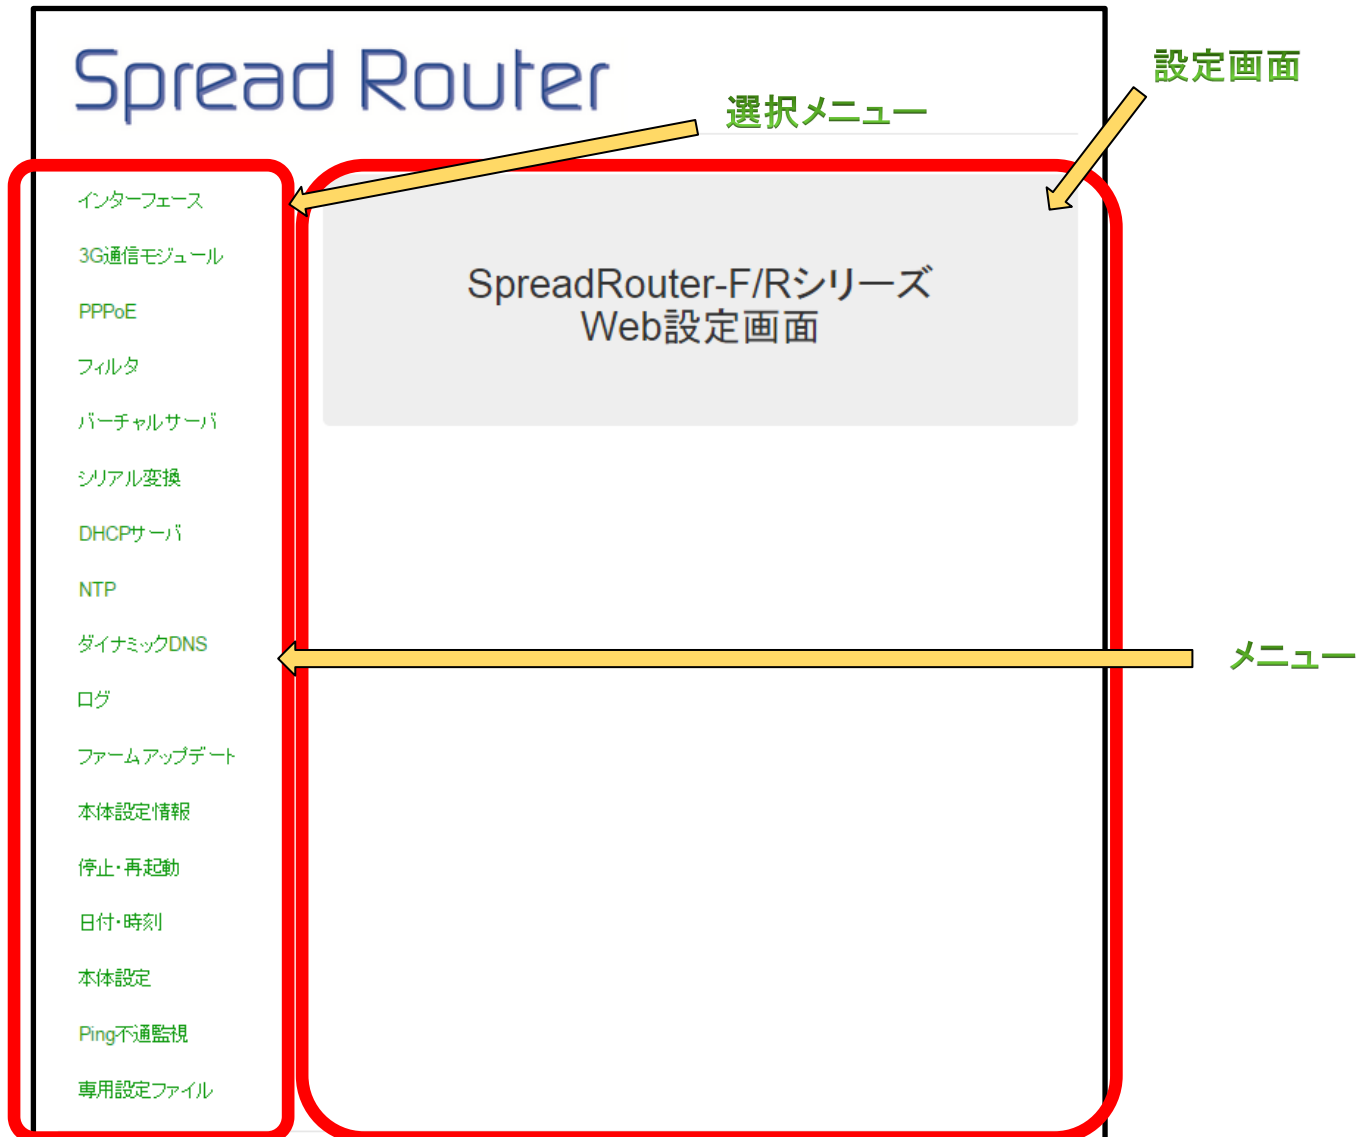 Spread Router
設定画面
選択メニュー
インターフェース
3G通信モジュール
PPPoE
フィルタ
バーチャルサーバ
シリアル変換
DHCPサーバ
NTP
ダイナミックDNS
ログ
ファームアップデート
本体設定情報
停止・再起動
日付・時刻
本体設定
Ping不通監視
専用設定ファイル
SpreadRouter-F/Rシリーズ
Web設定画面
メニュー